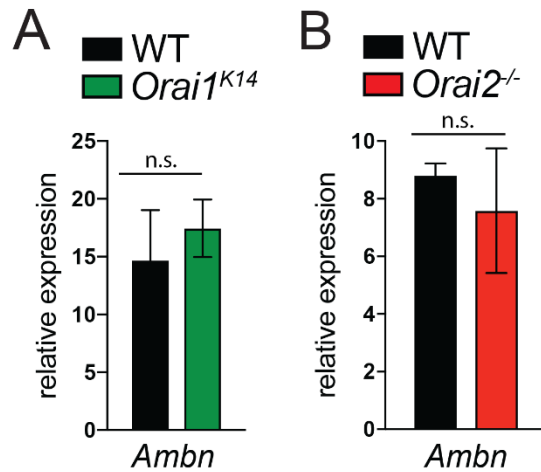 A
WT
Orai1K14
relative expression
25
20
15
10
5
0
n.s.
Ambn
B
WT
Orai2-/-
relative expression
10
8
6
4
2
0
n.s.
Ambn